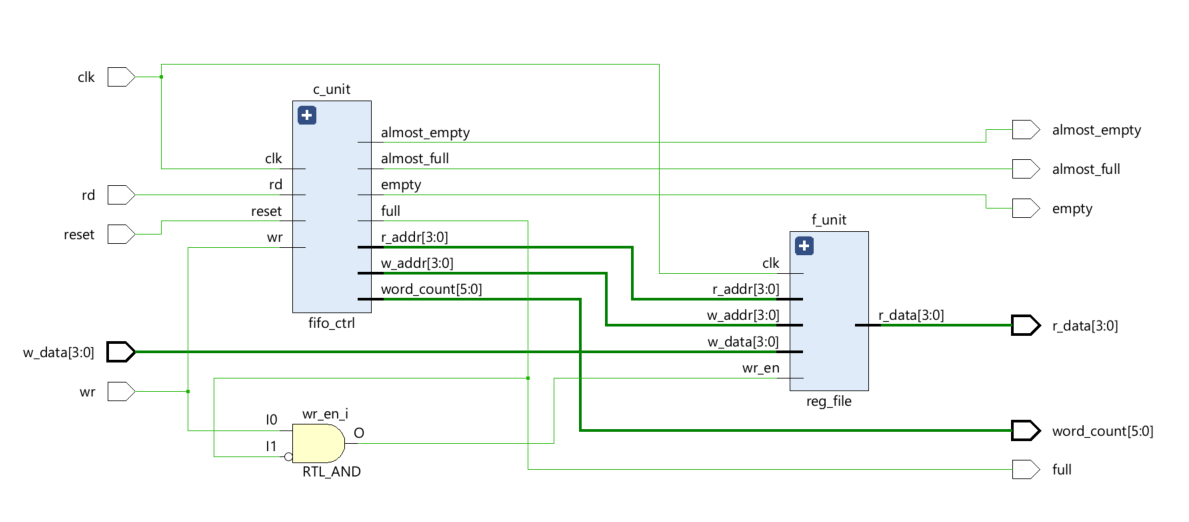 clk
c_unit
almost_empty
almost_empty
clk
almost_full
almost_full
rd
rd
empty
empty
reset
full
f_unit
reset
wr
r_addr[3:0]
w_addr[3:0]
clk
word_count[5:0]
r_addr[3:0]
fifo_ctrl
w_addr[3:0]
r_data[3:0]
r_data[3:0]
w_data[3:0]
w_data[3:0]
wr_en
wr
reg_file
I0
wr_en_i
O
word_count[5:0]
I1
RTL_AND
full